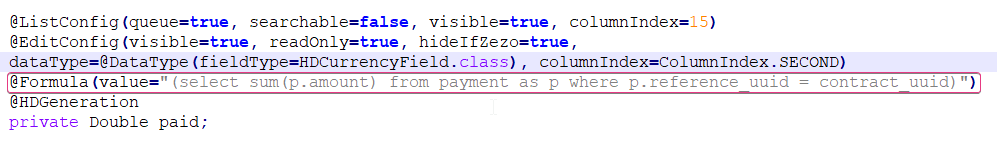 @ListConfig(queue=true, searchable=false, visible=true, columnIndex=15)
@EditConfig(visible=true, readOnly=true, hideIfZezo=true,
dataType=@DataType(fieldType=HDCurrencyField.class), columnIndex=ColumnIndex.SECOND)
@Formula(value="(select sum(p.amount) from payment as p where p.reference_uuid = contract_uuid)")
@HDGeneration
private Double paid;